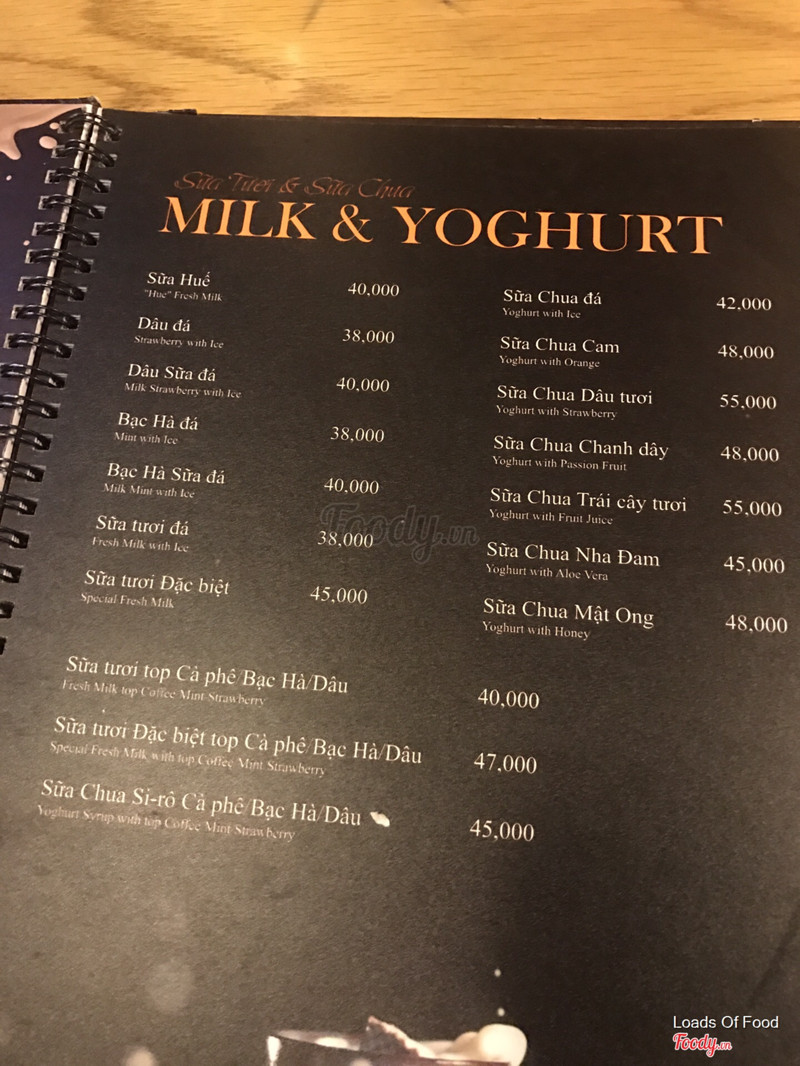 Sữa Tươi & Sữa Chua
MILK & YOGHURT
Sữa Huế 40,000
"Hue" Fresh Milk
Dâu đá 38,000
Strawberry with Ice
Dâu Sữa đá 40,000
Milk Strawberry with Ice
Bạc Hà đá 38,000
Mint with Ice
Bạc Hà Sữa đá 40,000
Milk Mint with Ice
Sữa tươi đá 38,000
Fresh Milk with Ice
Sữa tươi Đặc biệt 45,000
Special Fresh Milk
Sữa Chua đá 42,000
Yoghurt with Ice
Sữa Chua Cam 48,000
Yoghurt with Orange
Sữa Chua Dâu tươi 55,000
Yoghurt with Strawberry
Sữa Chua Chanh dây 48,000
Yoghurt with Passion Fruit
Sữa Chua Trái cây tươi 55,000
Yoghurt with Fruit Juice
Sữa Chua Nha Đam 45,000
Yoghurt with Aloe Vera
Sữa Chua Mật Ong 48,000
Yoghurt with Honey
Sữa tươi top Cà phê/Bạc Hà/Dâu 40,000
Fresh Milk top Coffee/Mint/Strawberry
Sữa tươi Đặc biệt top Cà phê/Bạc Hà/Dâu 47,000
Special Fresh Milk with top Coffee/Mint/Strawberry
Sữa Chua Si-rô Cà phê/Bạc Hà/Dâu 45,000
Yoghurt Syrup with top Coffee/Mint/Strawberry
Foody.vn
Loads Of Food
Foody.vn